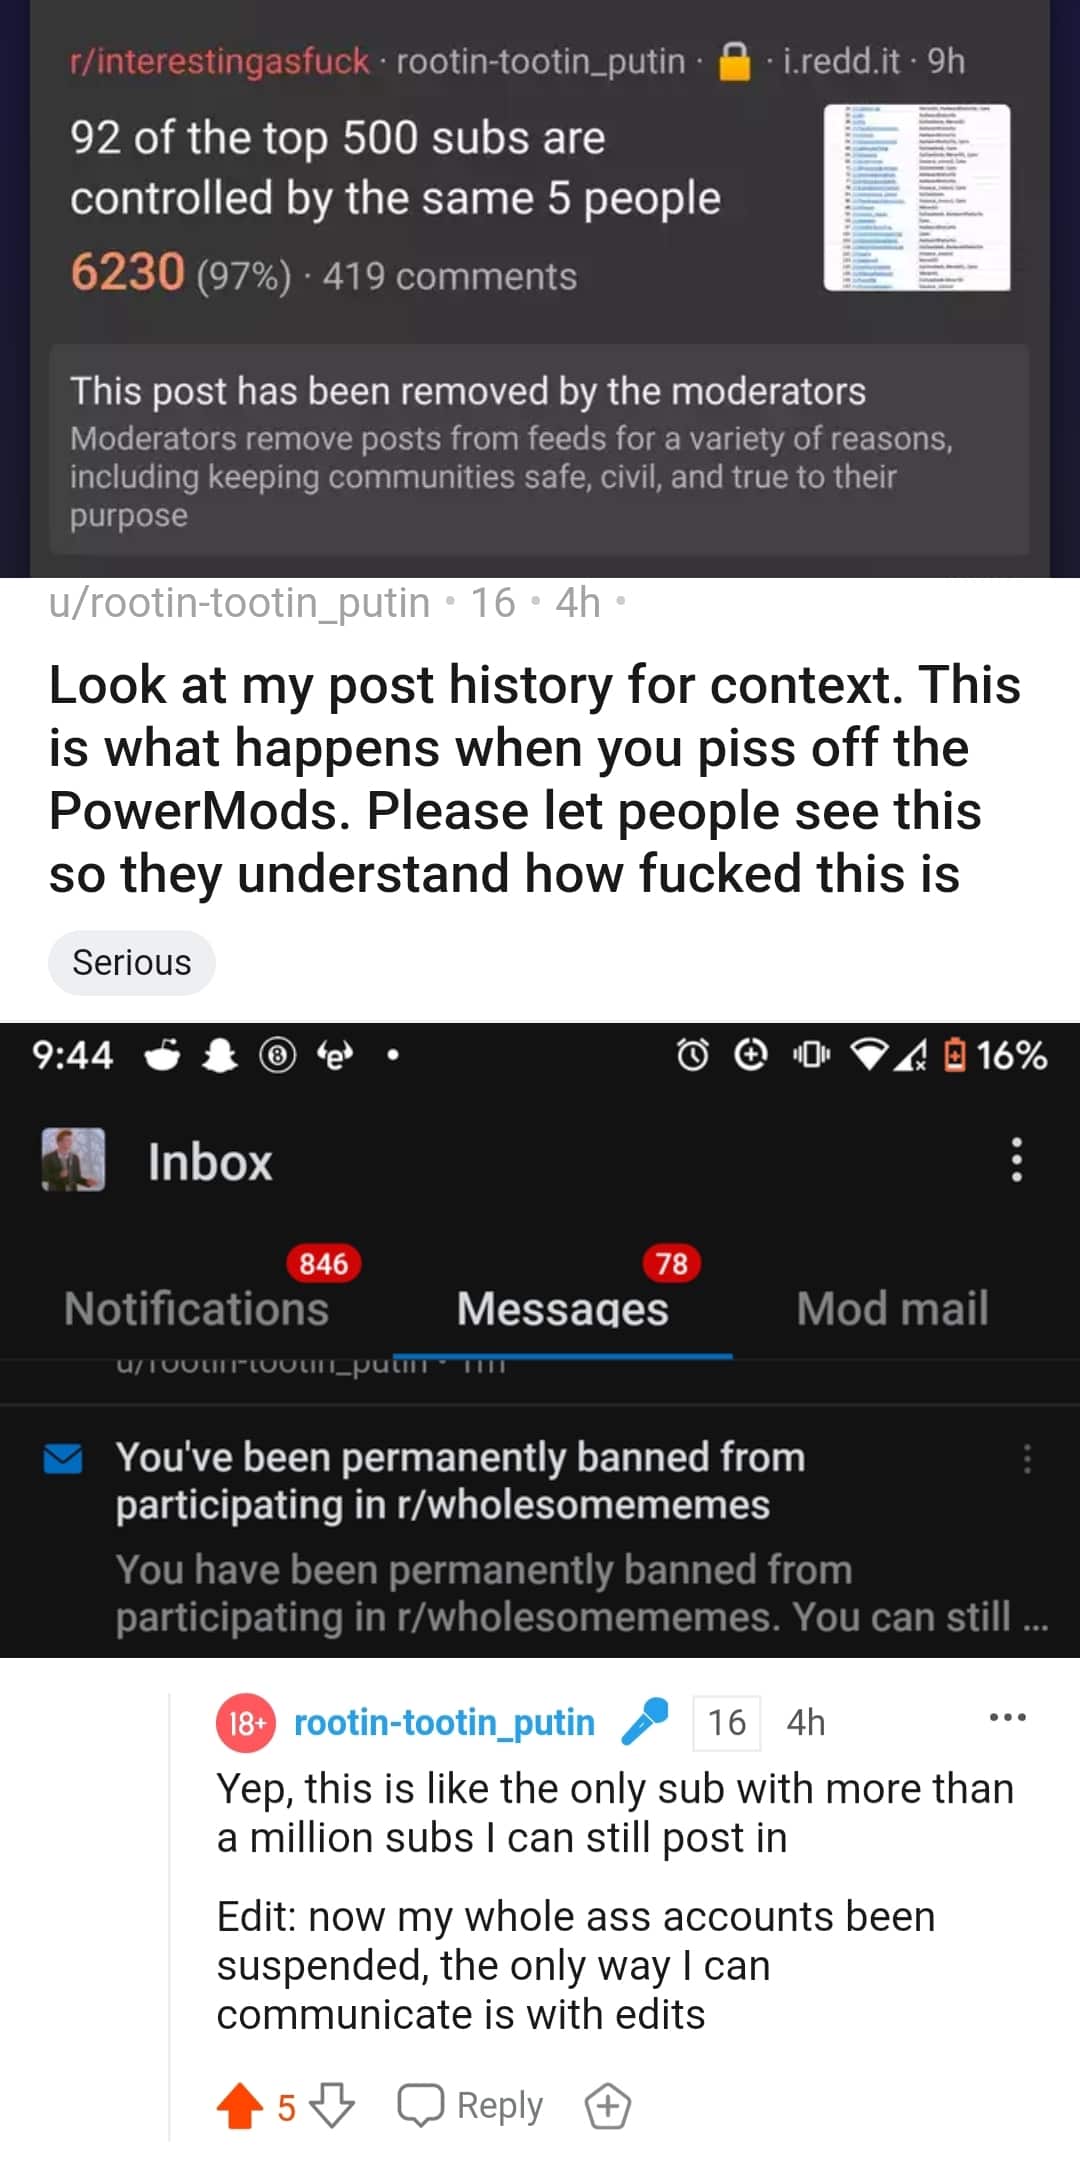 r/interestingasfuck · rootin-tootin_putin · 🔒 · i.redd.it · 9h
92 of the top 500 subs are
controlled by the same 5 people
6230 (97%) · 419 comments
This post has been removed by the moderators
Moderators remove posts from feeds for a variety of reasons,
including keeping communities safe, civil, and true to their
purpose
u/rootin-tootin_putin • 16 • 4h •
Look at my post history for context. This
is what happens when you piss off the
PowerMods. Please let people see this
so they understand how fucked this is
Serious
9:44 16%
Inbox
846 78
Notifications Messages Mod mail
u/rootin-tootin_putin • 1m
You've been permanently banned from
participating in r/wholesomememes
You have been permanently banned from
participating in r/wholesomememes. You can still ...
18+ rootin-tootin_putin 16 4h
Yep, this is like the only sub with more than
a million subs I can still post in
Edit: now my whole ass accounts been
suspended, the only way I can
communicate is with edits
5 Reply